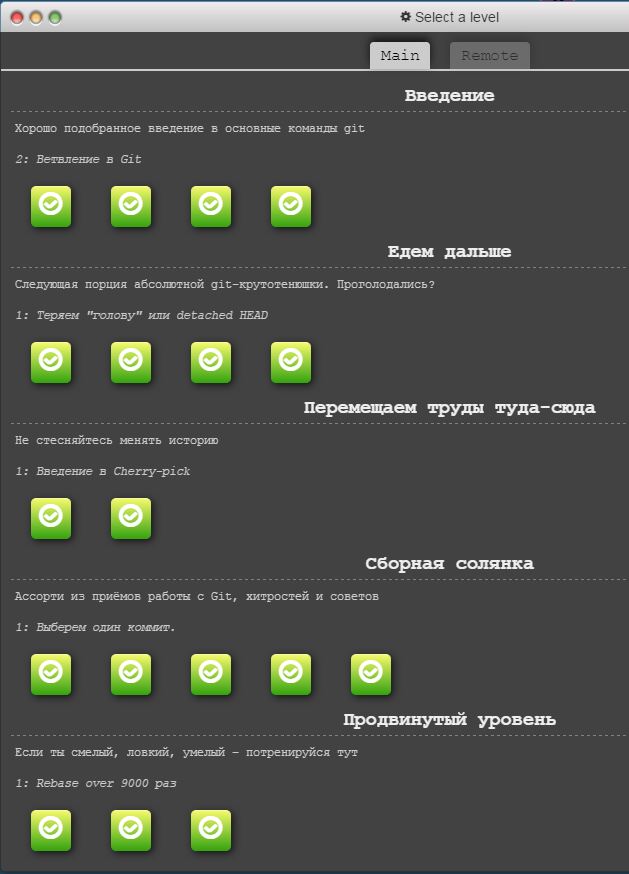 Select a level
Main Remote
Введение
Хорошо подобранное введение в основные команды git
2: Ветвление в Git
Едем дальше
Следующая порция абсолютной git-крутотенюшки. Проголодались?
1: Теряем "голову" или detached HEAD
Перемещаем труды туда-сюда
Не стесняйтесь менять историю
1: Введение в Cherry-pick
Сборная солянка
Ассорти из приёмов работы с Git, хитростей и советов
1: Выберем один коммит.
Продвинутый уровень
Если ты смелый, ловкий, умелый – потренируйся тут
1: Rebase over 9000 раз